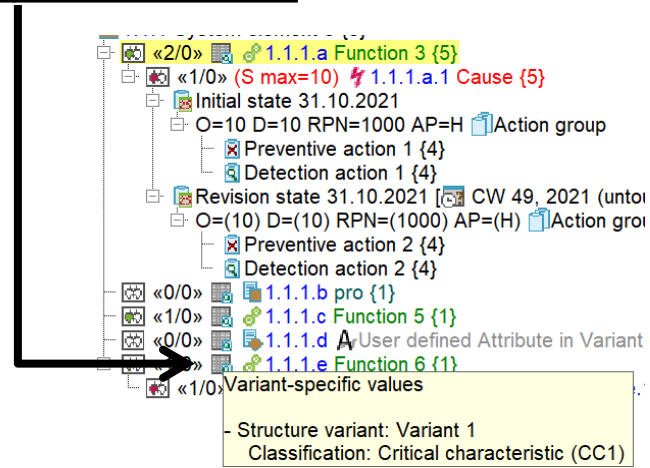 «2/0» 1.1.1.a Function 3 {5}
«1/0» (S max=10) 1.1.1.a.1 Cause {5}
Initial state 31.10.2021
O=10 D=10 RPN=1000 AP=H Action group
Preventive action 1 {4}
Detection action 1 {4}
Revision state 31.10.2021 [ CW 49, 2021 (untou
O=(10) D=(10) RPN=(1000) AP=(H) Action grou
Preventive action 2 {4}
Detection action 2 {4}
«0/0» 1.1.1.b pro {1}
«1/0» 1.1.1.c Function 5 {1}
«0/0» 1.1.1.d User defined Attribute in Variant
1.1.1.e Function 6 {1}
«1/0»
Variant-specific values
- Structure variant: Variant 1
Classification: Critical characteristic (CC1)